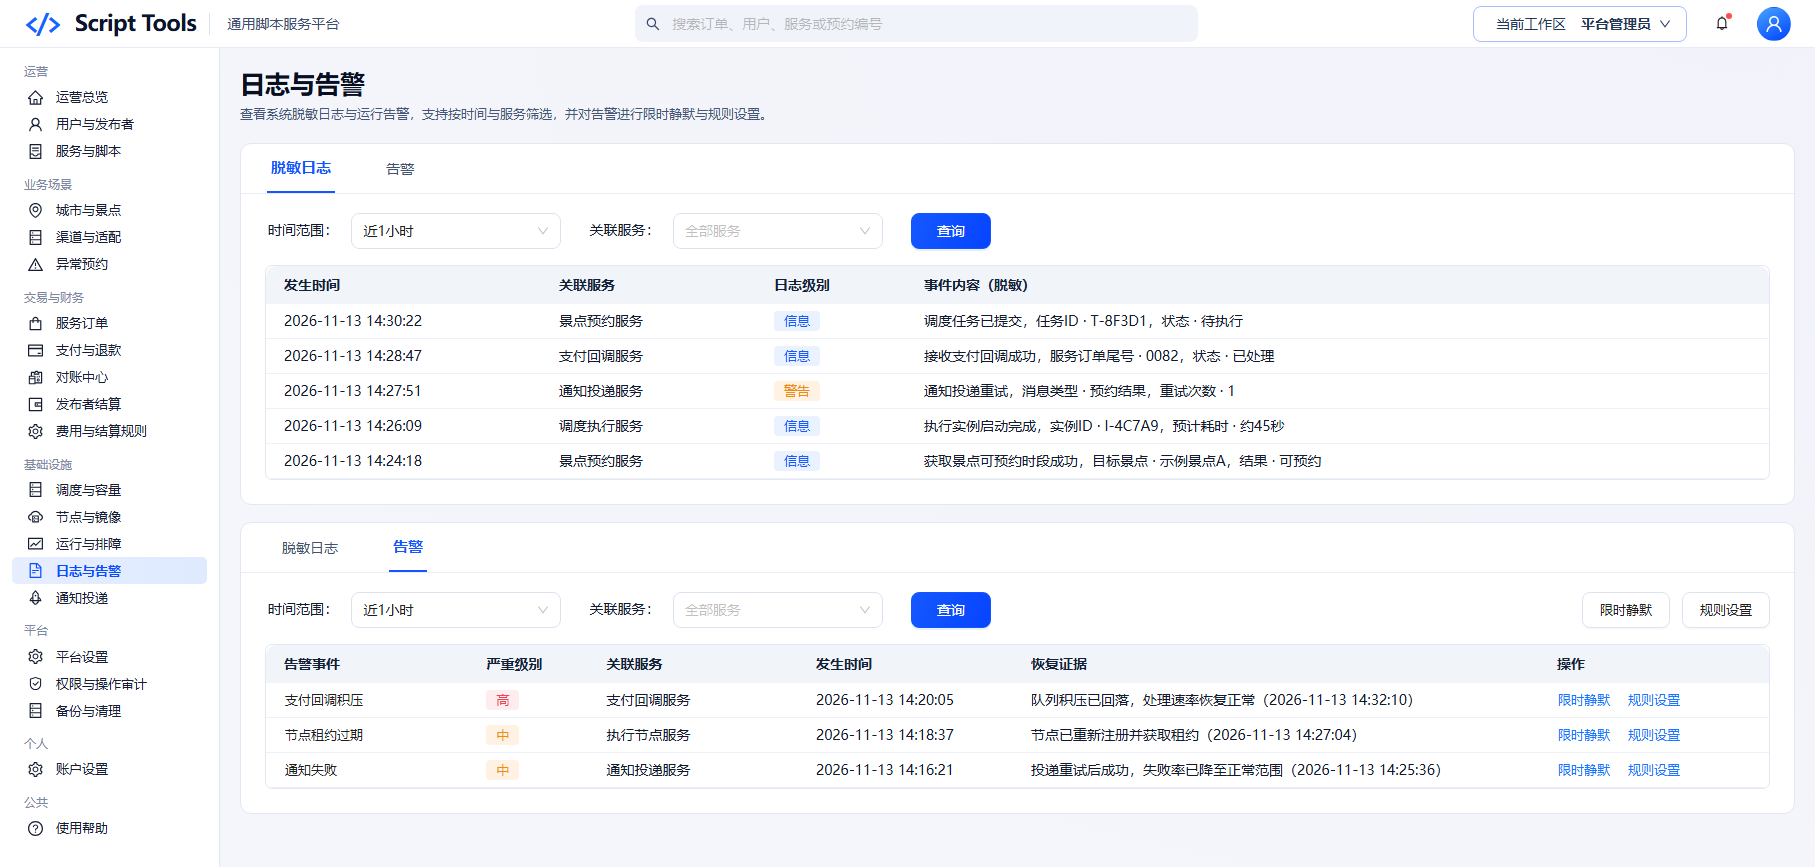 Script Tools 通用脚本服务平台 搜索订单、用户、服务或预约编号 当前工作区 平台管理员
运营
运营总览
用户与发布者
服务与脚本
业务场景
城市与景点
渠道与适配
异常预约
交易与财务
服务订单
支付与退款
对账中心
发布者结算
费用与结算规则
基础设施
调度与容量
节点与镜像
运行与排障
日志与告警
通知投递
平台
平台设置
权限与操作审计
备份与清理
个人
账户设置
公共
使用帮助
日志与告警
查看系统脱敏日志与运行告警，支持按时间与服务筛选，并对告警进行限时静默与规则设置。
脱敏日志 告警
时间范围： 近1小时 关联服务： 全部服务 查询
发生时间 关联服务 日志级别 事件内容（脱敏）
2026-11-13 14:30:22 景点预约服务 信息 调度任务已提交，任务ID · T-8F3D1，状态 · 待执行
2026-11-13 14:28:47 支付回调服务 信息 接收支付回调成功，服务订单尾号 · 0082，状态 · 已处理
2026-11-13 14:27:51 通知投递服务 警告 通知投递重试，消息类型 · 预约结果，重试次数 · 1
2026-11-13 14:26:09 调度执行服务 信息 执行实例启动完成，实例ID · I-4C7A9，预计耗时 · 约45秒
2026-11-13 14:24:18 景点预约服务 信息 获取景点可预约时段成功，目标景点 · 示例景点A，结果 · 可预约
脱敏日志 告警
时间范围： 近1小时 关联服务： 全部服务 查询 限时静默 规则设置
告警事件 严重级别 关联服务 发生时间 恢复证据 操作
支付回调积压 高 支付回调服务 2026-11-13 14:20:05 队列积压已回落，处理速率恢复正常（2026-11-13 14:32:10） 限时静默 规则设置
节点租约过期 中 执行节点服务 2026-11-13 14:18:37 节点已重新注册并获取租约（2026-11-13 14:27:04） 限时静默 规则设置
通知失败 中 通知投递服务 2026-11-13 14:16:21 投递重试后成功，失败率已降至正常范围（2026-11-13 14:25:36） 限时静默 规则设置